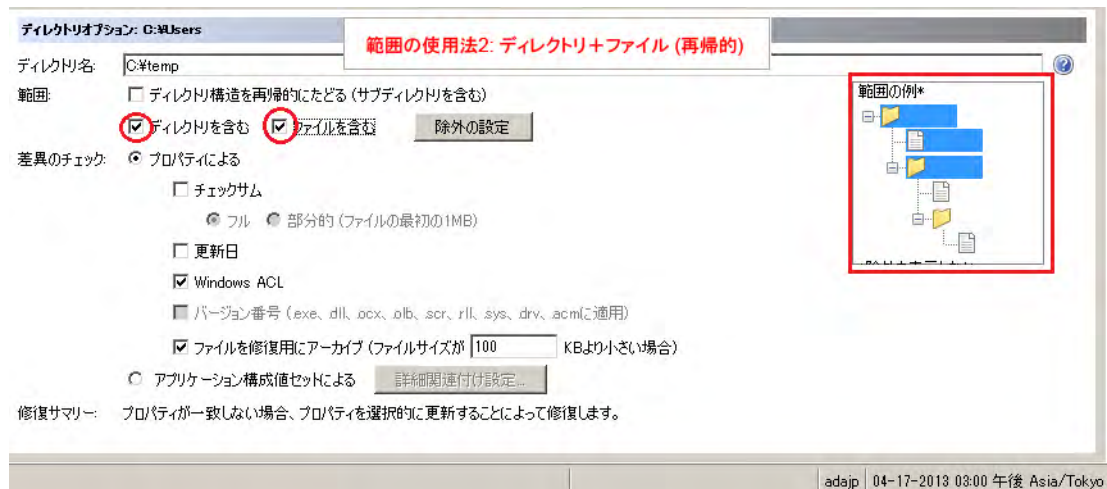 ディレクトリオプション: C:¥Users
範囲の使用法2: ディレクトリ+ファイル (再帰的)
ディレクトリ名: C:¥temp
範囲: ディレクトリ構造を再帰的にたどる (サブディレクトリを含む)
範囲の例*
ディレクトリを含む ファイルを含む 除外の設定
差異のチェック: プロパティによる
チェックサム
フル 部分的 (ファイルの最初の1MB)
更新日
Windows ACL
バージョン番号 (exe、dll、ocx、olb、scr、rll、sys、drv、acmに適用)
ファイルを修復用にアーカイブ (ファイルサイズが 100 KBより小さい場合)
アプリケーション構成値セットによる 詳細関連付け設定...
修復サマリー: プロパティが一致しない場合、プロパティを選択的に更新することによって修復します。
adajp 04-17-2013 03:00 午後 Asia/Tokyo